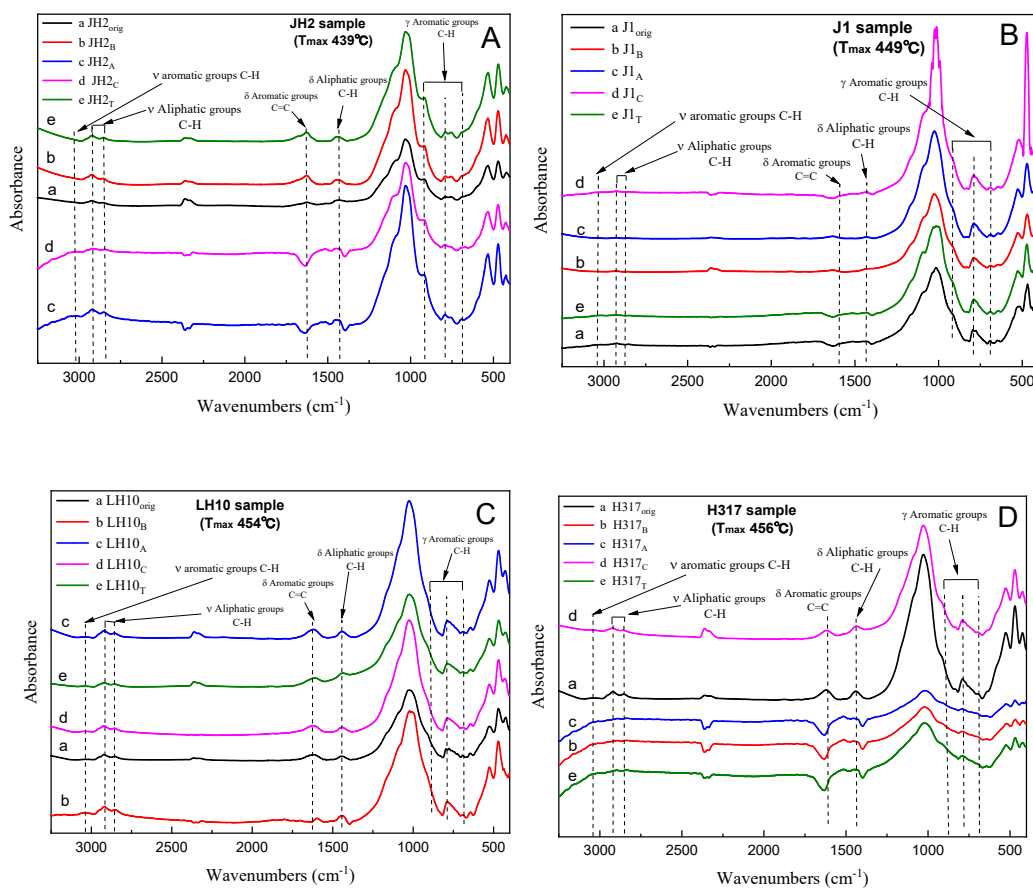 JH2 sample
(Tmax 439℃)
A
a JH2orig
b JH2B
c JH2A
d JH2C
e JH2T
γ Aromatic groups
C-H
ν aromatic groups C-H
ν Aliphatic groups
C-H
δ Aromatic groups
C=C
δ Aliphatic groups
C-H
e
b
a
d
c
Absorbance
3000 2500 2000 1500 1000 500
Wavenumbers (cm-1)
J1 sample
(Tmax 449℃)
B
a J1orig
b J1B
c J1A
d J1C
e J1T
γ Aromatic groups
C-H
ν aromatic groups C-H
ν Aliphatic groups
C-H
δ Aliphatic groups
C-H
δ Aromatic groups
C=C
d
c
b
e
a
Absorbance
3000 2500 2000 1500 1000 500
Wavenumbers (cm-1)
LH10 sample
(Tmax 454℃)
C
a LH10orig
b LH10B
c LH10A
d LH10C
e LH10T
γ Aromatic groups
C-H
δ Aliphatic groups
C-H
ν aromatic groups C-H
ν Aliphatic groups
C-H
δ Aromatic groups
C=C
c
e
d
a
b
Absorbance
3000 2500 2000 1500 1000 500
Wavenumbers (cm-1)
H317 sample
(Tmax 456℃)
D
a H317orig
b H317B
c H317A
d H317C
e H317T
γ Aromatic groups
C-H
ν aromatic groups C-H
ν Aliphatic groups
C-H
δ Aliphatic groups
C-H
δ Aromatic groups
C=C
d
a
c
b
e
Absorbance
3000 2500 2000 1500 1000 500
Wavenumbers (cm-1)